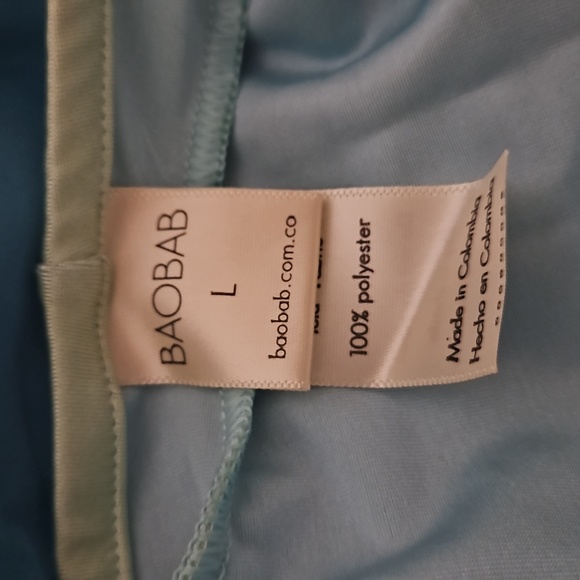 BAOBAB
L
baobab.com.co
100% polyester
Made in Colombia
Hecho en Colombia